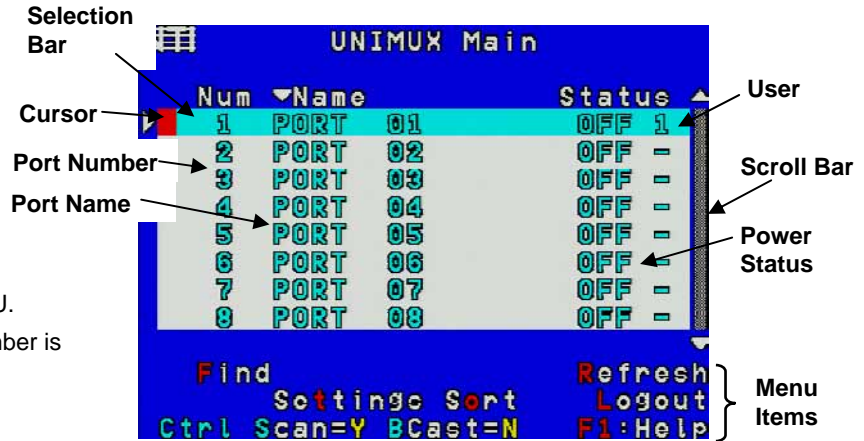 Selection
Bar
UNIMUX Main
Num Name Status
User
Cursor
1 PORT 01 OFF 1
Port Number
2 PORT 02 OFF -
3 PORT 03 OFF -
Scroll Bar
Port Name
4 PORT 04 OFF -
5 PORT 05 OFF -
Power
Status
6 PORT 06 OFF -
7 PORT 07 OFF -
U.
8 PORT 08 OFF -
nber is
Find Refresh
Settings Sort Logout
Menu
Items
Ctrl Scan=Y BCast=N F1:Help